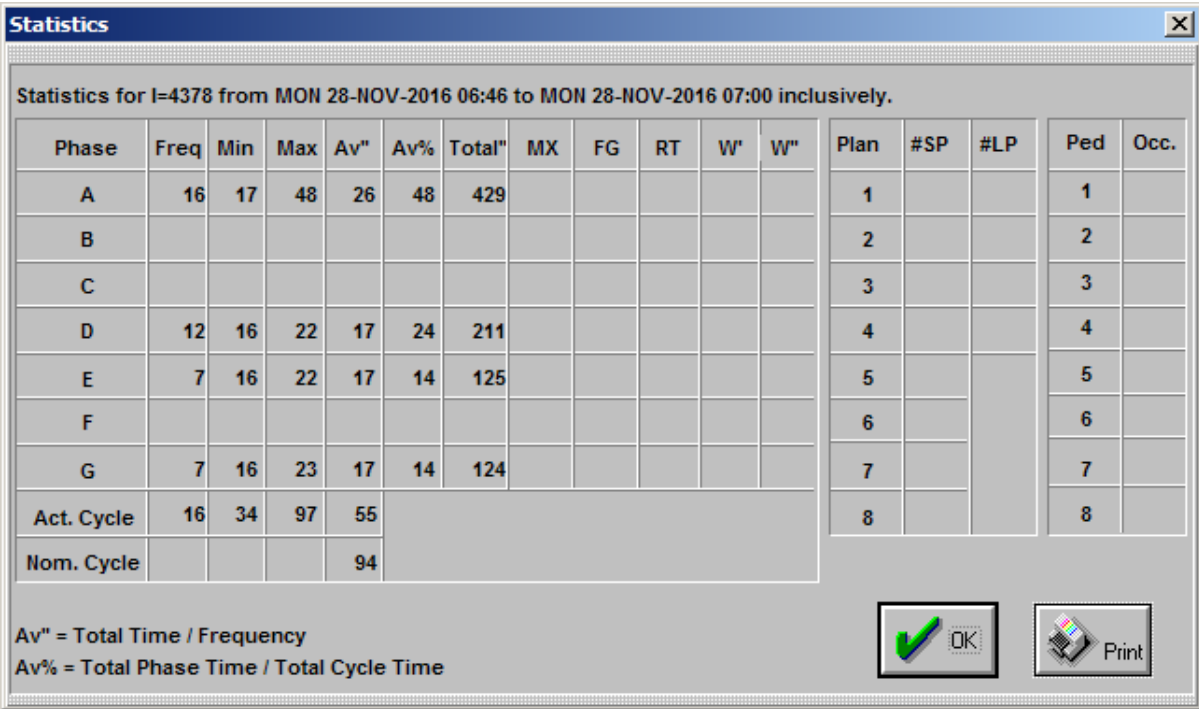 Statistics
Statistics for I=4378 from MON 28-NOV-2016 06:46 to MON 28-NOV-2016 07:00 inclusively.
Phase Freq Min Max Av" Av% Total" MX FG RT W' W"
A 16 17 48 26 48 429
B
C
D 12 16 22 17 24 211
E 7 16 22 17 14 125
F
G 7 16 23 17 14 124
Act. Cycle 16 34 97 55
Nom. Cycle 94
Plan #SP #LP
1
2
3
4
5
6
7
8
Ped Occ.
1
2
3
4
5
6
7
8
Av" = Total Time / Frequency
Av% = Total Phase Time / Total Cycle Time
OK
Print